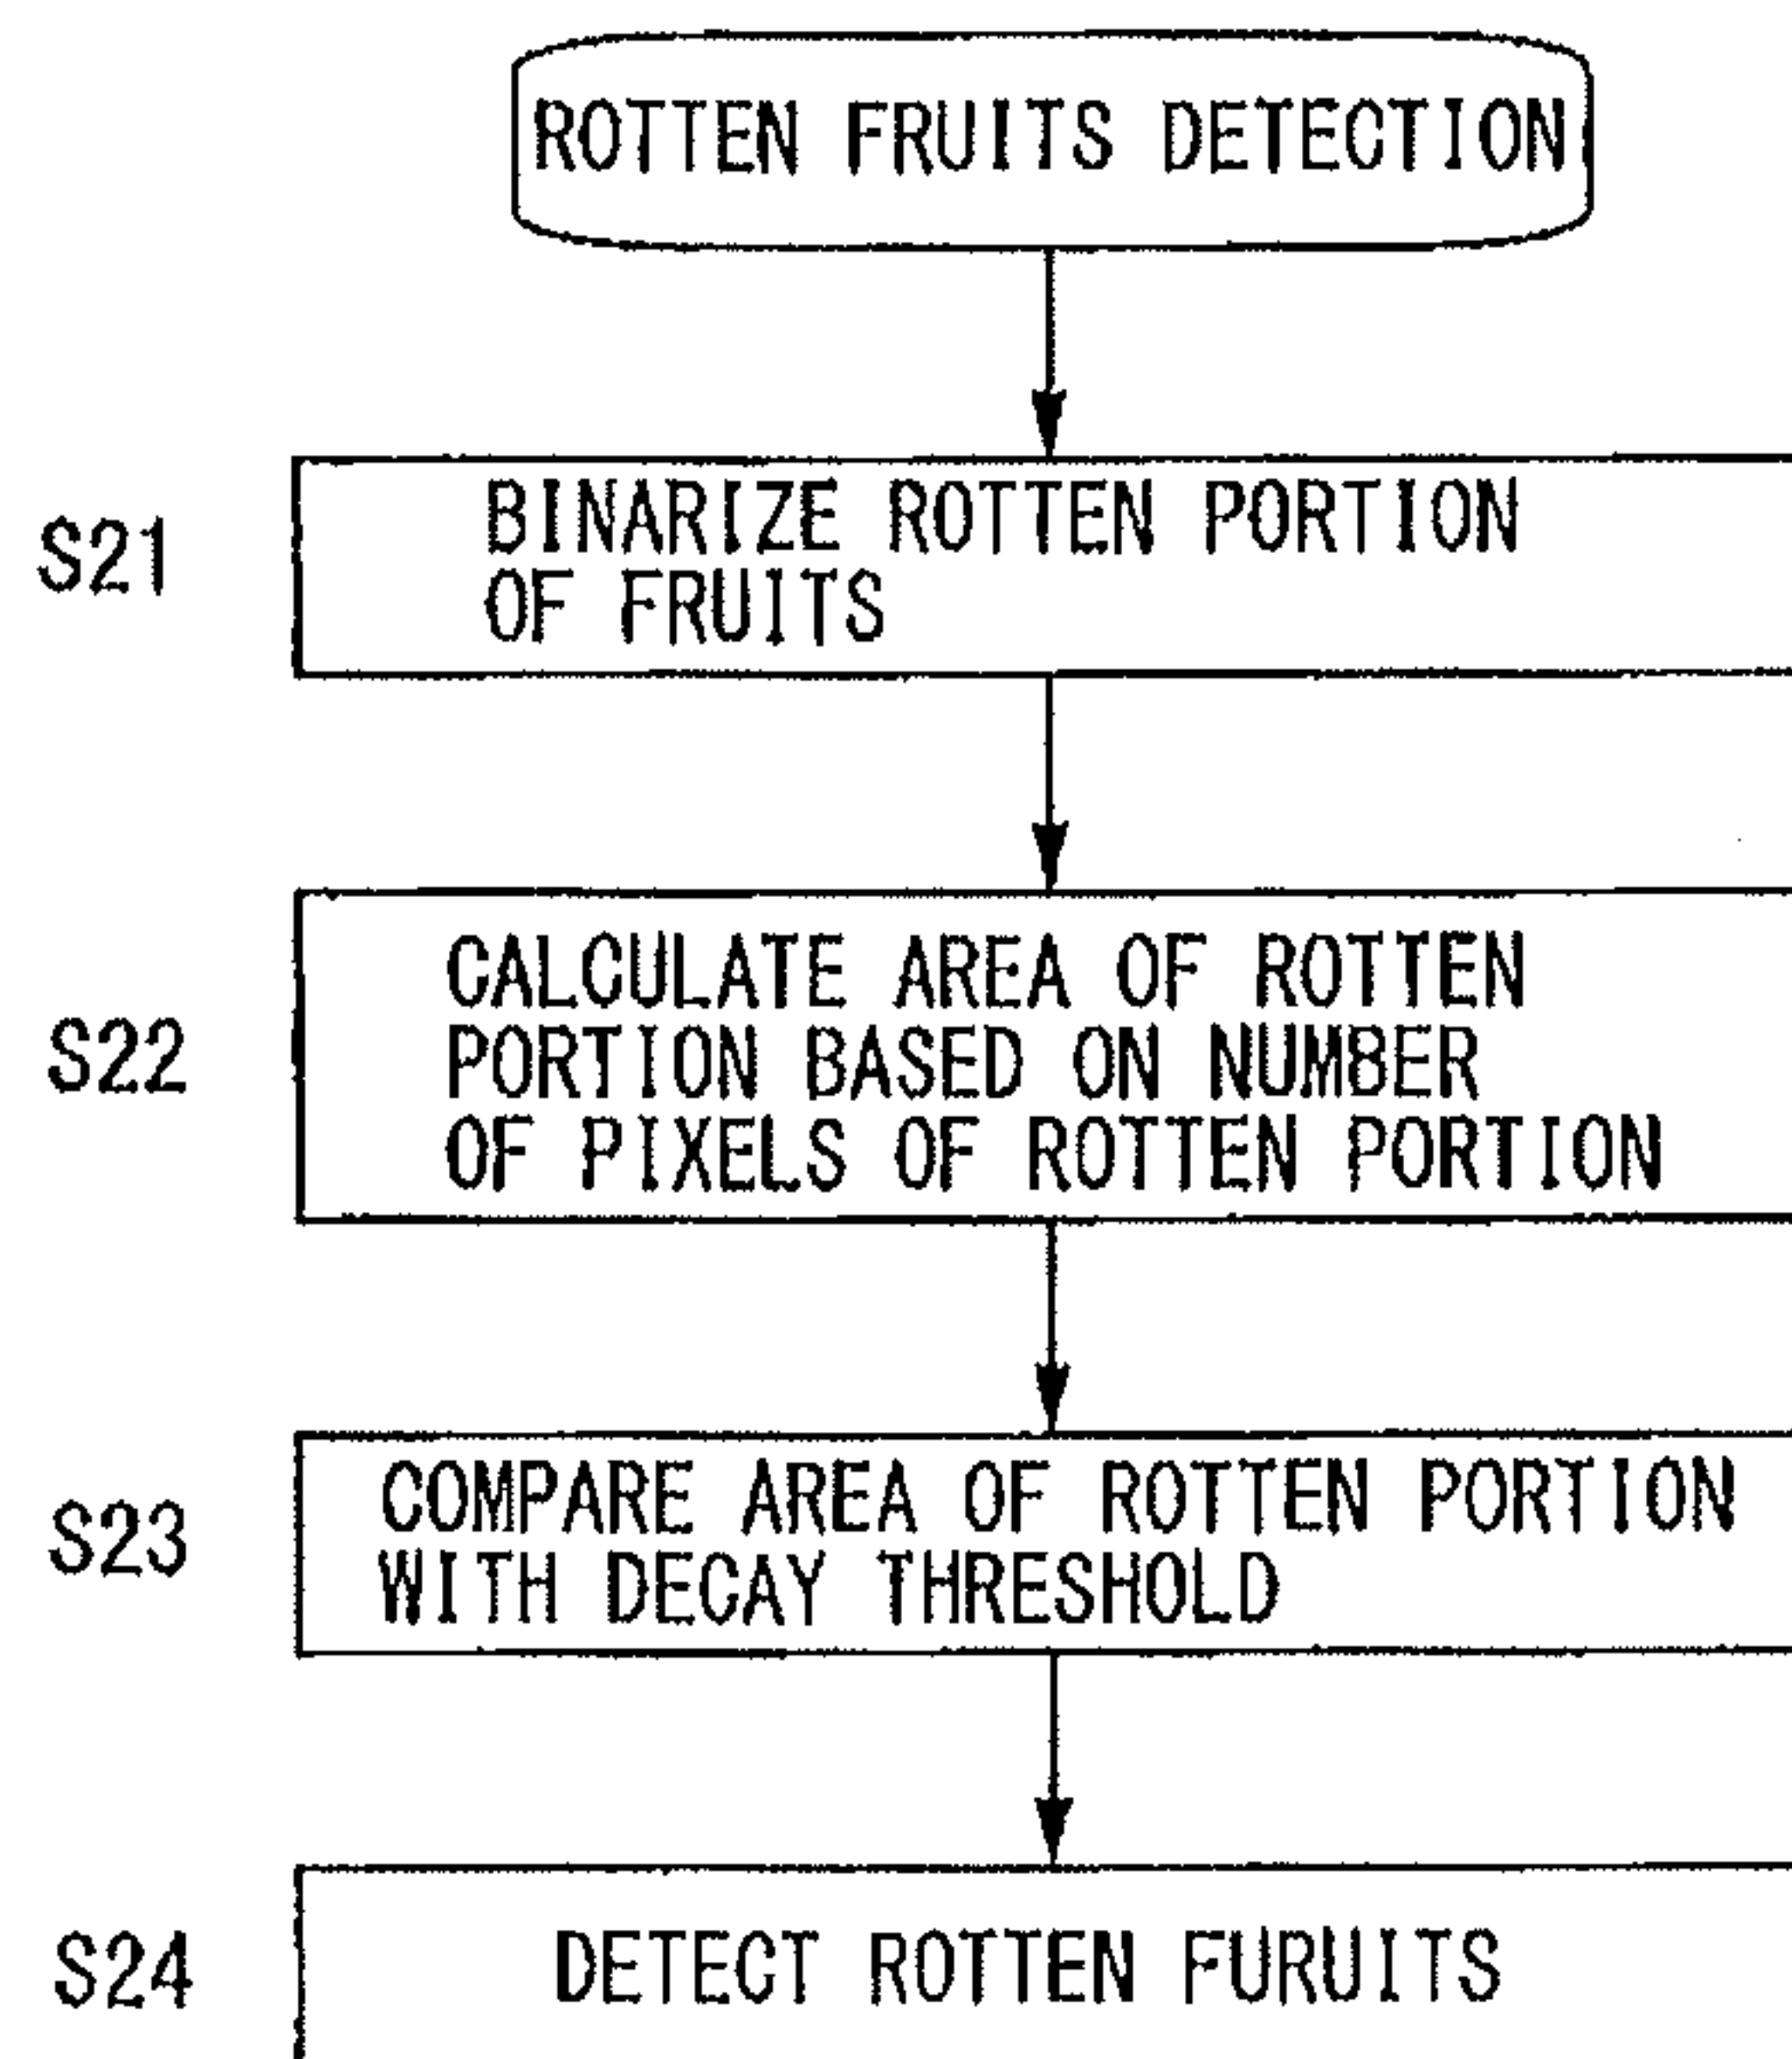 ROTTEN FRUITS DETECTION
S21
BINARIZE ROTTEN PORTION
OF FRUITS
S22
CALCULATE AREA OF ROTTEN
PORTION BASED ON NUMBER
OF PIXELS OF ROTTEN PORTION
S23
COMPARE AREA OF ROTTEN PORTION
WITH DECAY THRESHOLD
S24
DETECT ROTTEN FURUITS